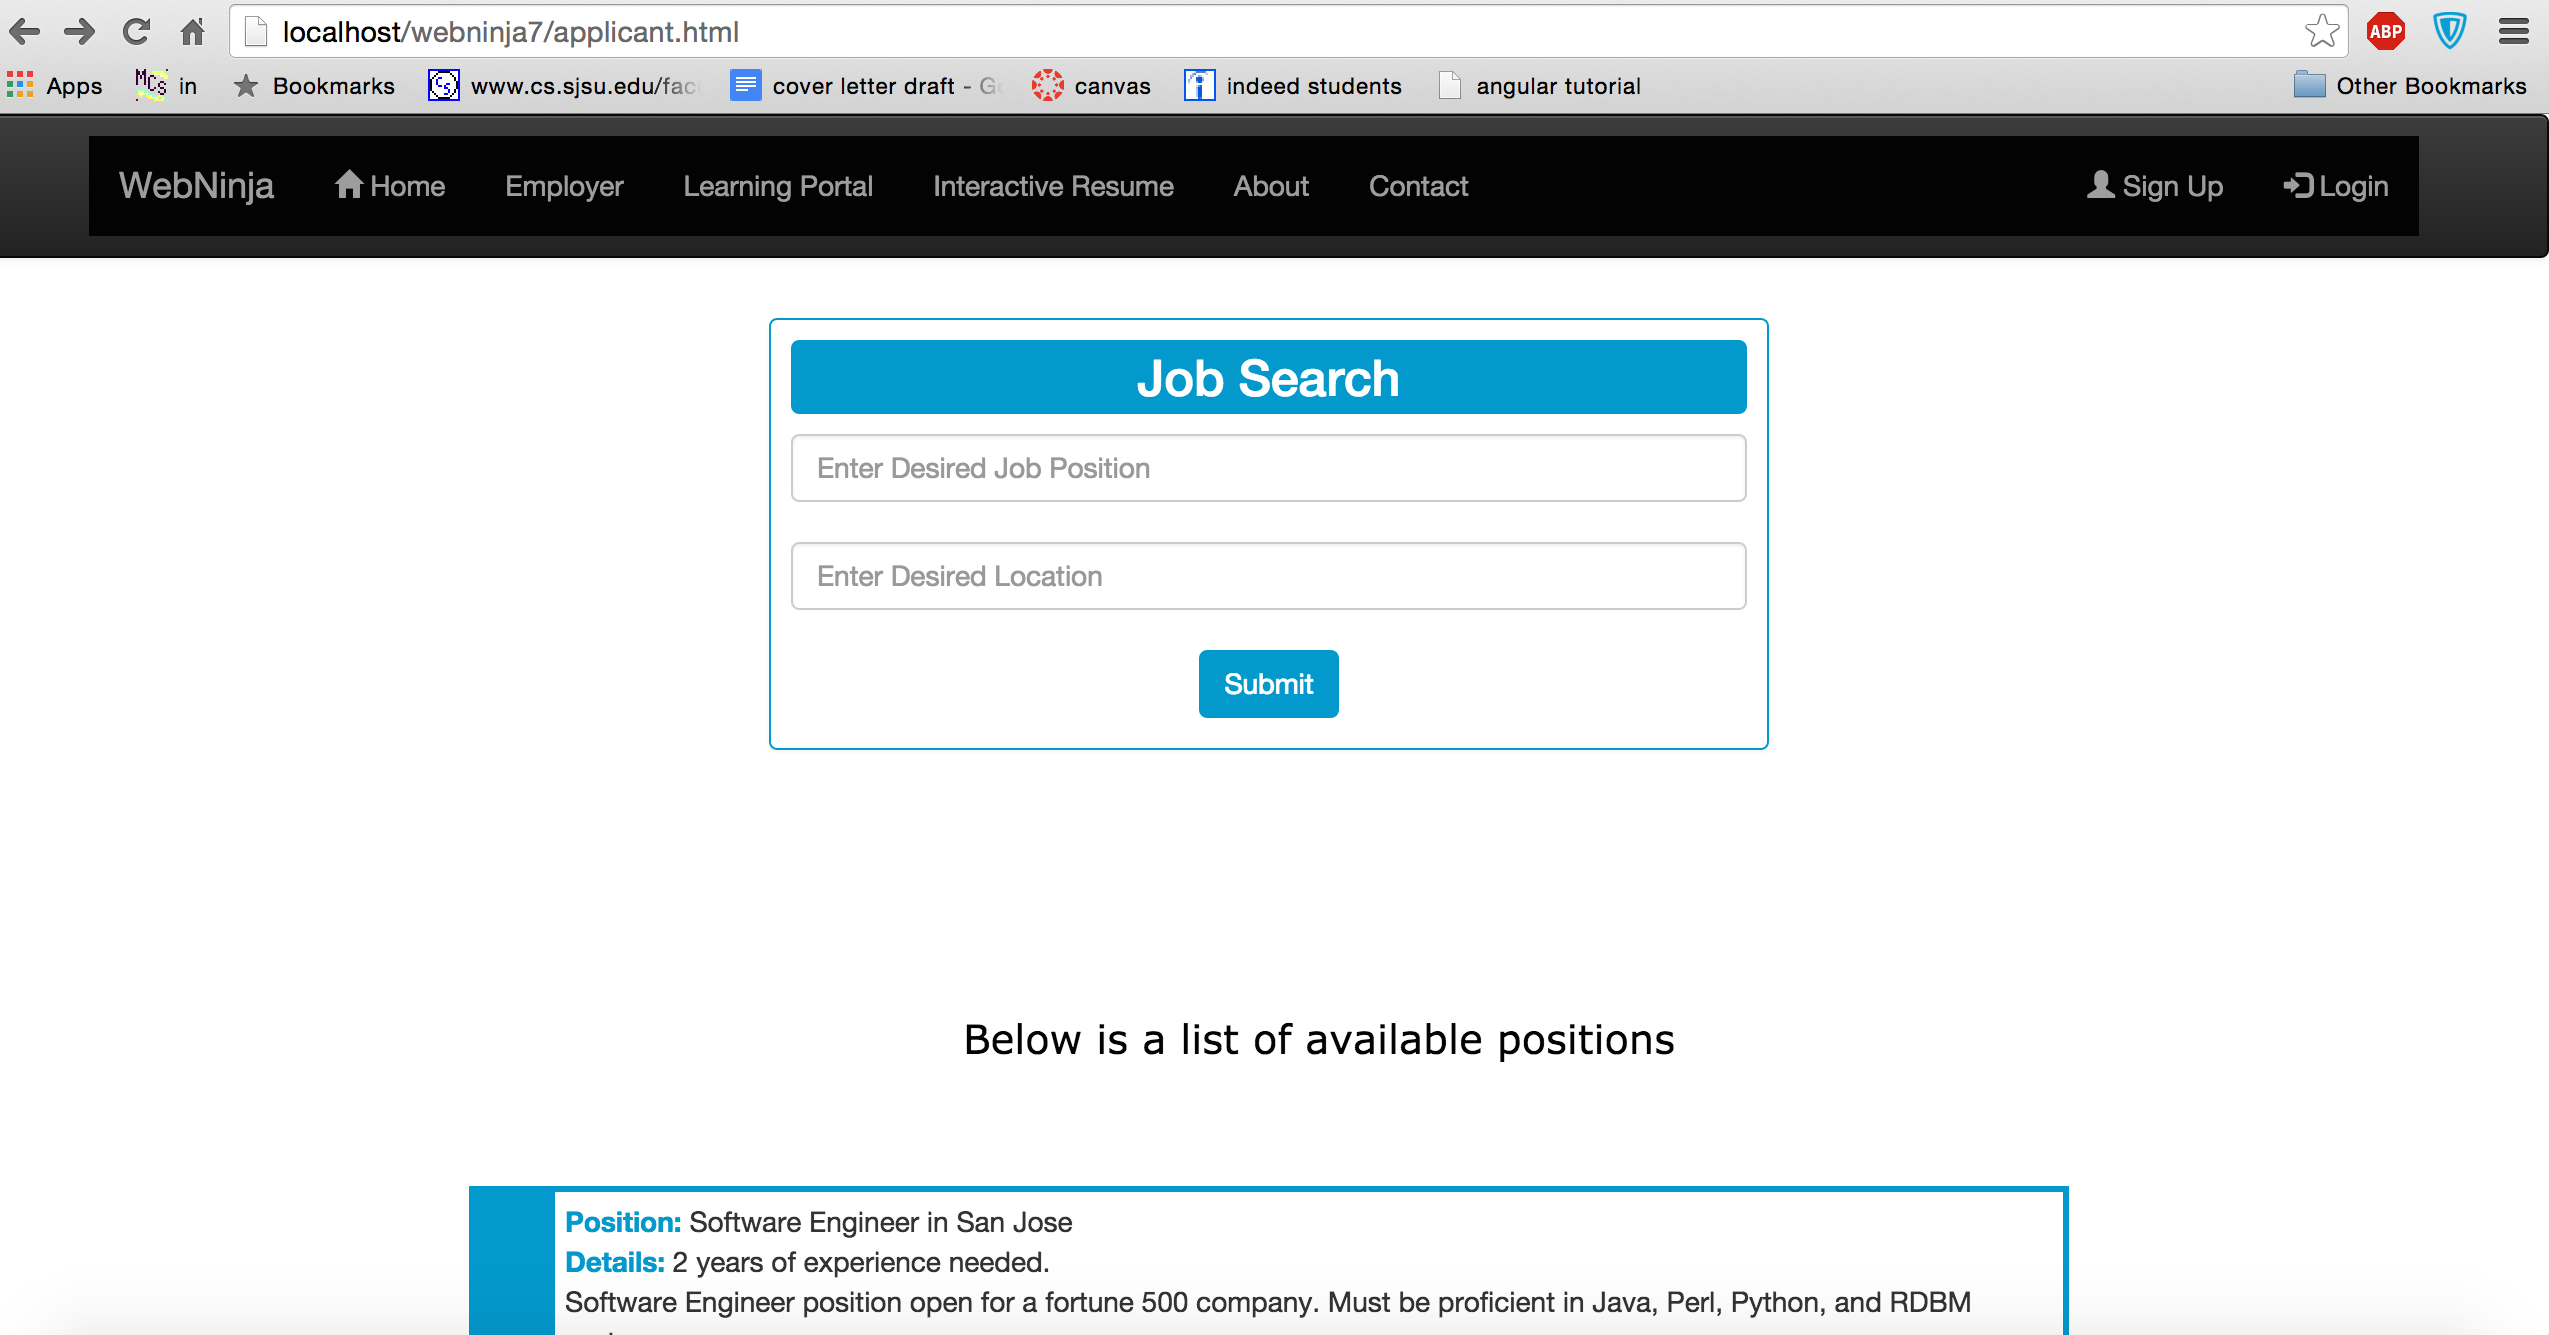 localhost/webninja7/applicant.html
ABP
Apps in Bookmarks www.cs.sjsu.edu/fac cover letter draft - G canvas indeed students angular tutorial Other Bookmarks
WebNinja Home Employer Learning Portal Interactive Resume About Contact Sign Up Login
Job Search
Enter Desired Job Position
Enter Desired Location
Submit
Below is a list of available positions
Position: Software Engineer in San Jose
Details: 2 years of experience needed.
Software Engineer position open for a fortune 500 company. Must be proficient in Java, Perl, Python, and RDBM